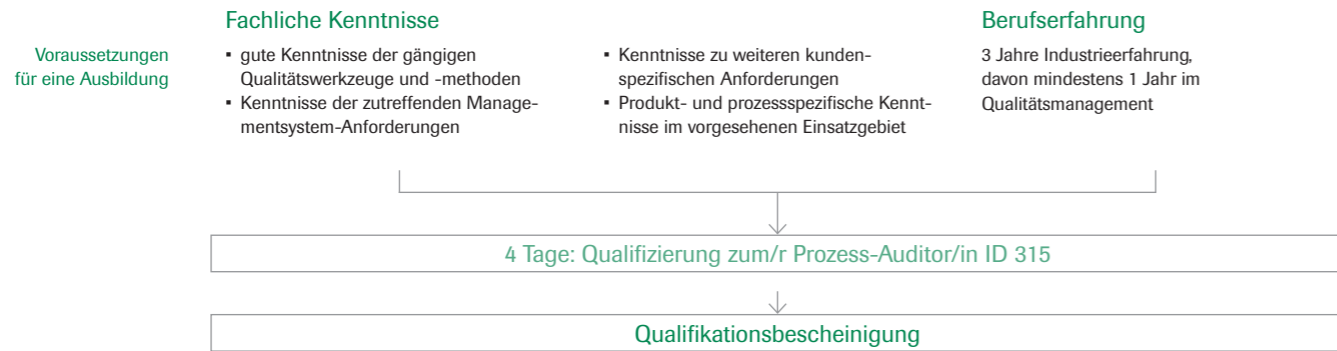 Voraussetzungen
für eine Ausbildung
Fachliche Kenntnisse
▪ gute Kenntnisse der gängigen
Qualitätswerkzeuge und -methoden
▪ Kenntnisse der zutreffenden Manage-
mentsystem-Anforderungen
▪ Kenntnisse zu weiteren kunden-
spezifischen Anforderungen
▪ Produkt- und prozessspezifische Kennt-
nisse im vorgesehenen Einsatzgebiet
Berufserfahrung
3 Jahre Industrieerfahrung,
davon mindestens 1 Jahr im
Qualitätsmanagement
4 Tage: Qualifizierung zum/r Prozess-Auditor/in ID 315
Qualifikationsbescheinigung